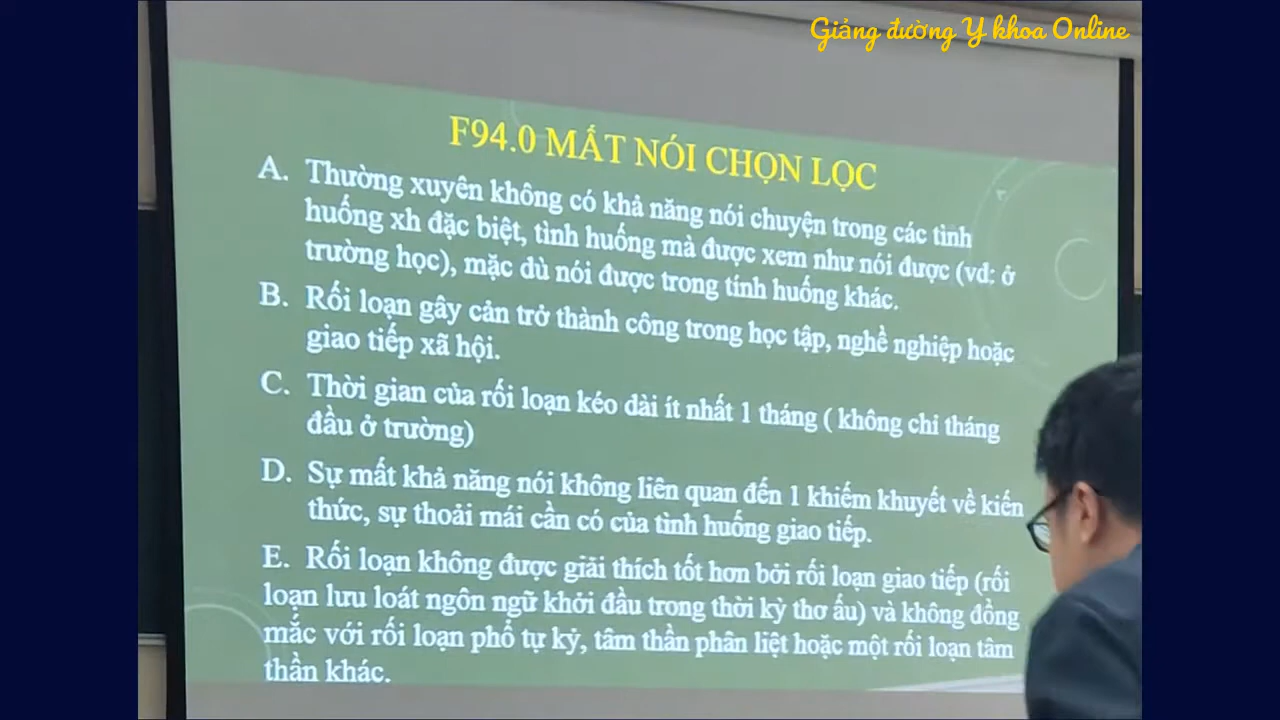 Giảng đường Y khoa Online
F94.0 MẤT NÓI CHỌN LỌC
A. Thường xuyên không có khả năng nói chuyện trong các tình
huống xh đặc biệt, tình huống mà được xem như nói được (vd: ở
trường học), mặc dù nói được trong tính huống khác.
B. Rối loạn gây cản trở thành công trong học tập, nghề nghiệp hoặc
giao tiếp xã hội.
C. Thời gian của rối loạn kéo dài ít nhất 1 tháng ( không chỉ tháng
đầu ở trường)
D. Sự mất khả năng nói không liên quan đến 1 khiếm khuyết về kiến
thức, sự thoải mái cần có của tình huống giao tiếp.
E. Rối loạn không được giải thích tốt hơn bởi rối loạn giao tiếp (rối
loạn lưu loát ngôn ngữ khởi đầu trong thời kỳ thơ ấu) và không đồng
mắc với rối loạn phổ tự kỷ, tâm thần phân liệt hoặc một rối loạn tâm
thần khác.